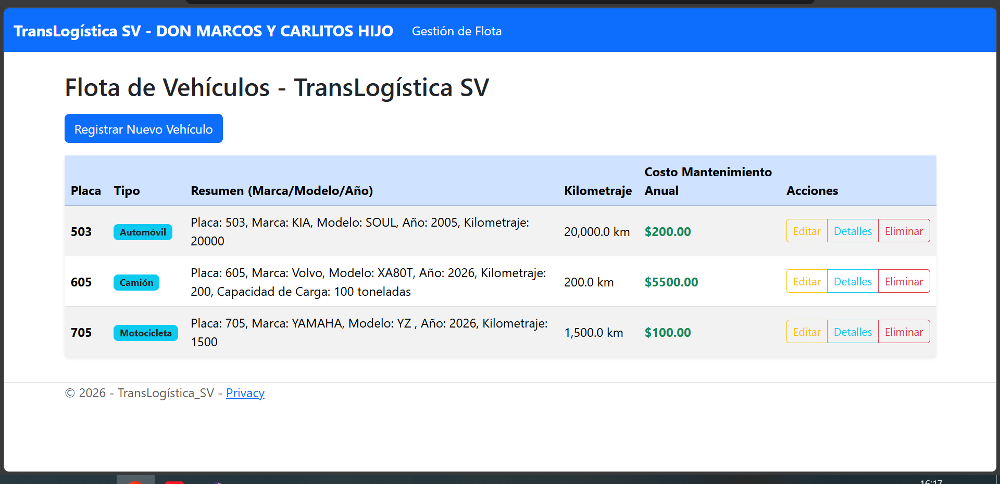 TransLogística SV - DON MARCOS Y CARLITOS HIJO Gestión de Flota
Flota de Vehículos - TransLogística SV
Registrar Nuevo Vehículo
Placa Tipo Resumen (Marca/Modelo/Año) Kilometraje Costo Mantenimiento Anual Acciones
503 Automóvil Placa: 503, Marca: KIA, Modelo: SOUL, Año: 2005, Kilometraje:
20000
20,000.0 km $200.00 Editar Detalles Eliminar
605 Camión Placa: 605, Marca: Volvo, Modelo: XA80T, Año: 2026, Kilometraje:
200, Capacidad de Carga: 100 toneladas
200.0 km $5500.00 Editar Detalles Eliminar
705 Motocicleta Placa: 705, Marca: YAMAHA, Modelo: YZ , Año: 2026, Kilometraje:
1500
1,500.0 km $100.00 Editar Detalles Eliminar
© 2026 - TransLogística_SV - Privacy
16:17